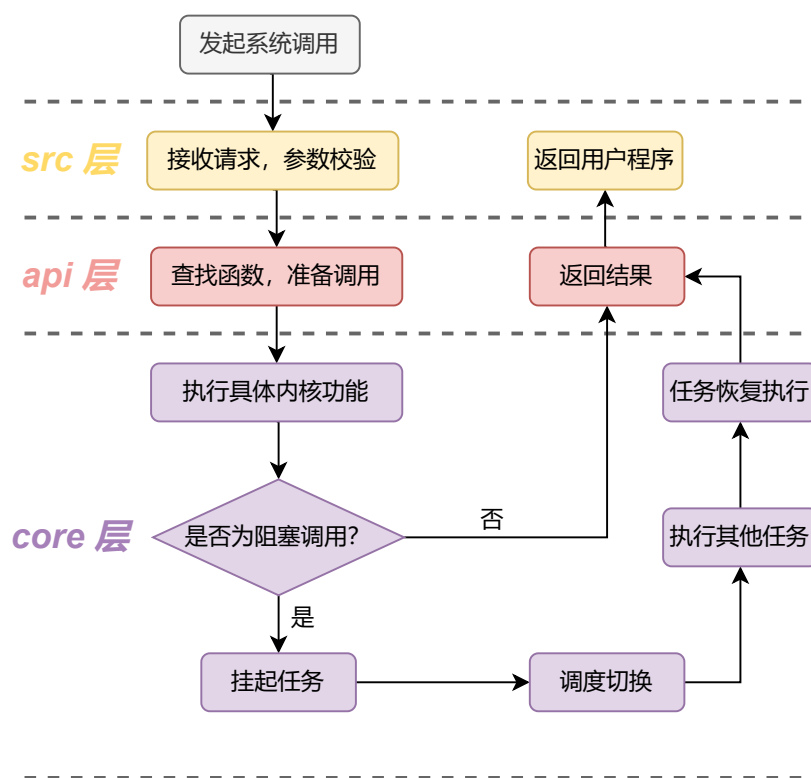 发起系统调用
src 层
接收请求，参数校验
返回用户程序
api 层
查找函数，准备调用
返回结果
执行具体内核功能
任务恢复执行
core 层
是否为阻塞调用?
否
执行其他任务
是
挂起任务
调度切换